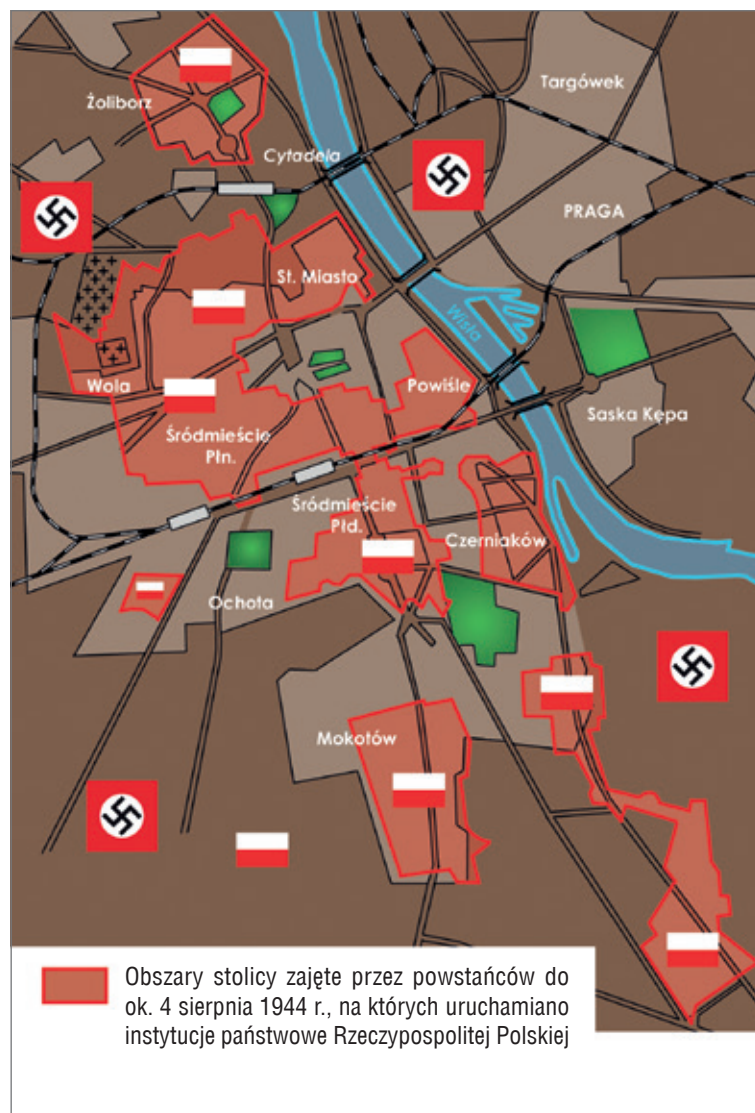 Targówek
Żoliborz
Cytadela
PRAGA
St. Miasto
Wisła
Wola
Powiśle
Saska Kępa
Śródmieście
Płn.
Śródmieście
Płd.
Czerniaków
Ochota
Mokotów
Obszary stolicy zajęte przez powstańców do
ok. 4 sierpnia 1944 r., na których uruchamiano
instytucje państwowe Rzeczypospolitej Polskiej